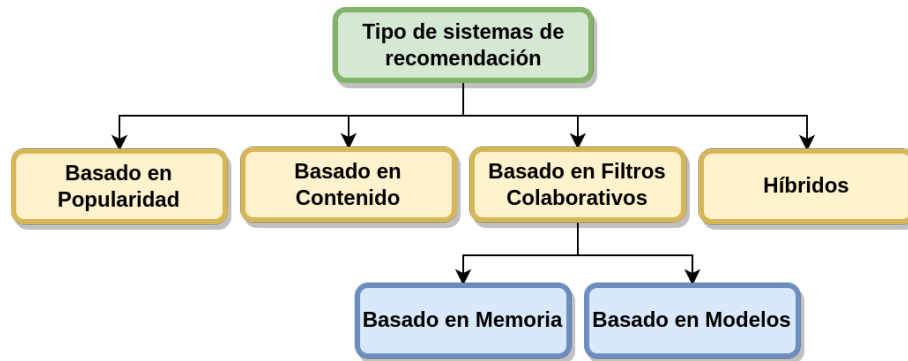 Tipo de sistemas de
recomendación
Basado en
Popularidad
Basado en
Contenido
Basado en Filtros
Colaborativos
Híbridos
Basado en Memoria
Basado en Modelos